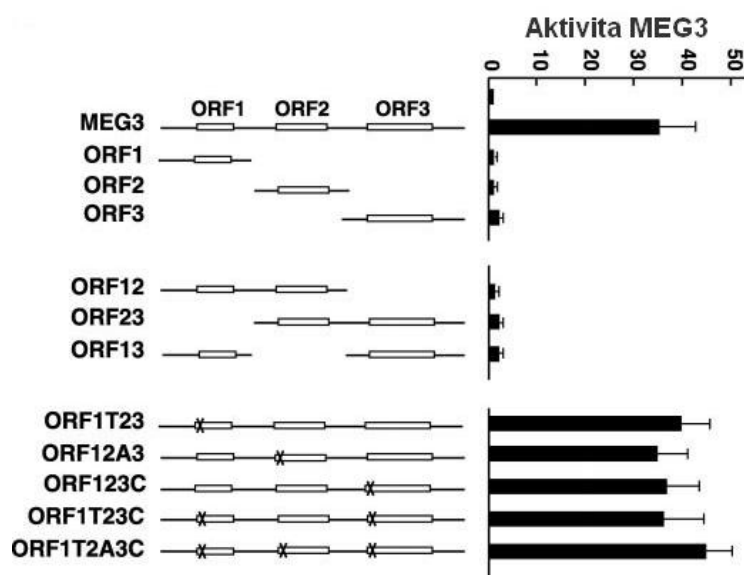 Aktivita MEG3
0 10 20 30 40 50
ORF1 ORF2 ORF3
MEG3
ORF1
ORF2
ORF3
ORF12
ORF23
ORF13
ORF1T23
ORF12A3
ORF123C
ORF1T23C
ORF1T2A3C